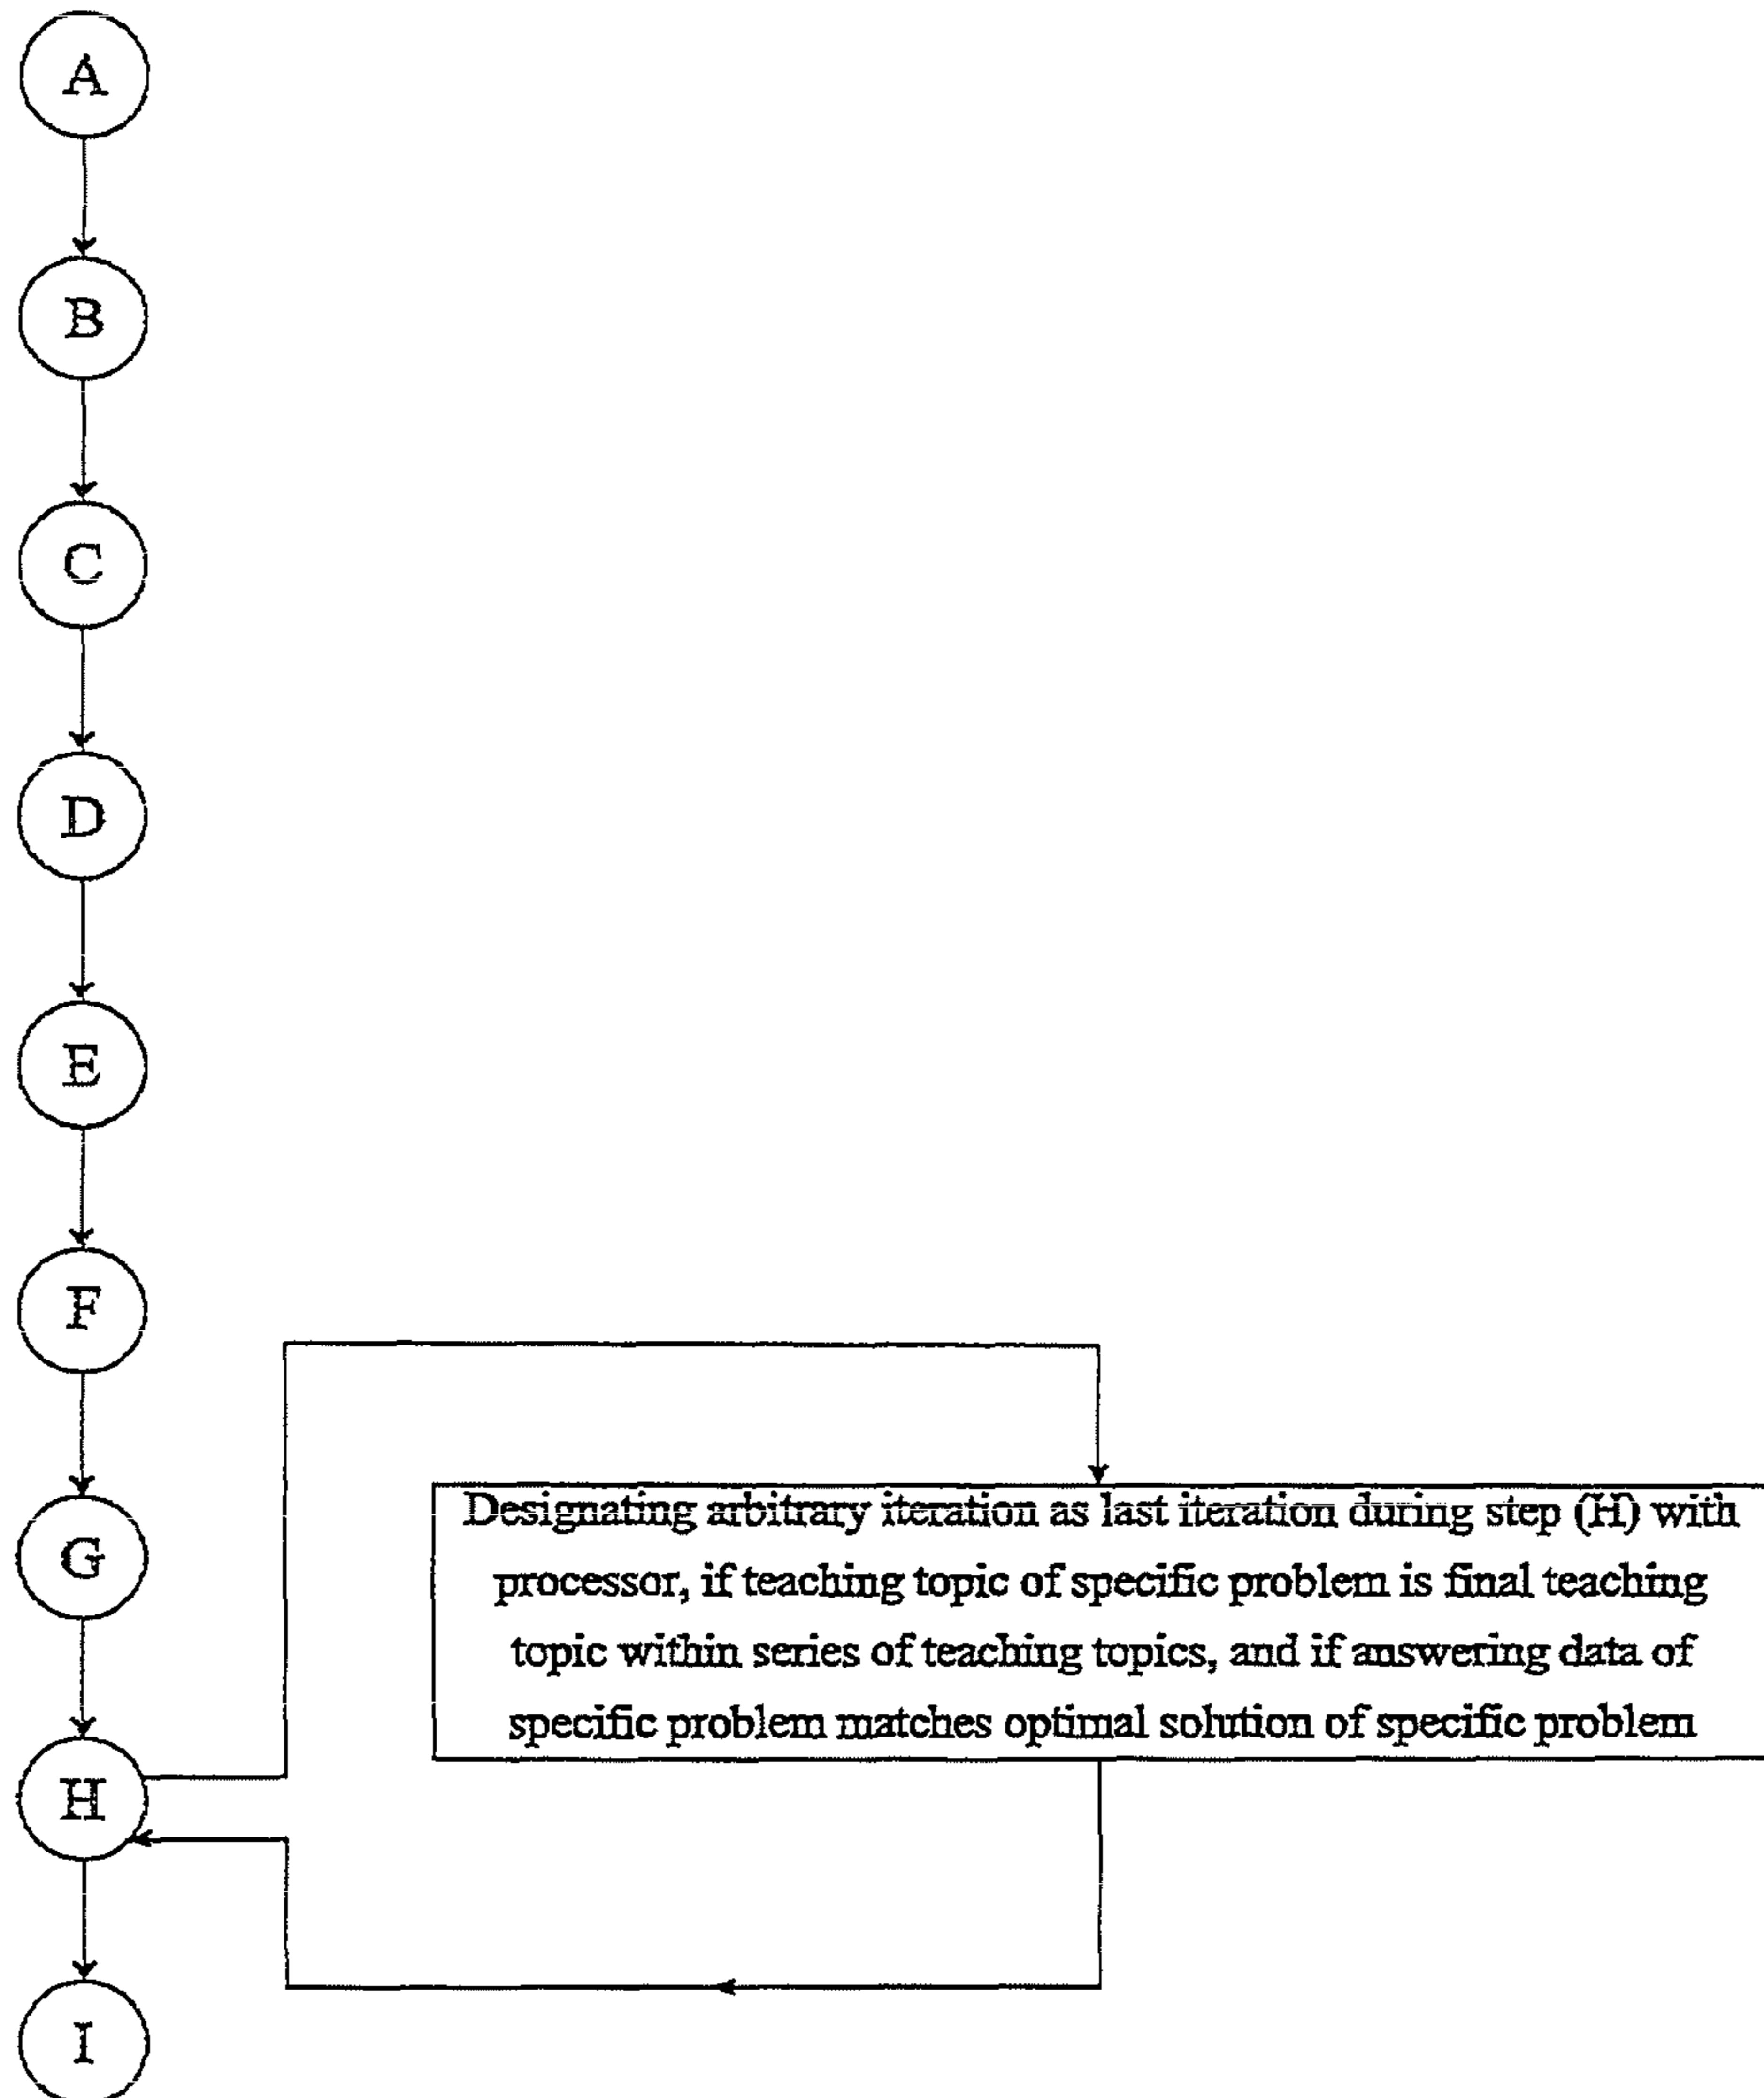 A
B
C
D
E
F
G
H
I
Designating arbitrary iteration as last iteration during step (H) with
processor, if teaching topic of specific problem is final teaching
topic within series of teaching topics, and if answering data of
specific problem matches optimal solution of specific problem